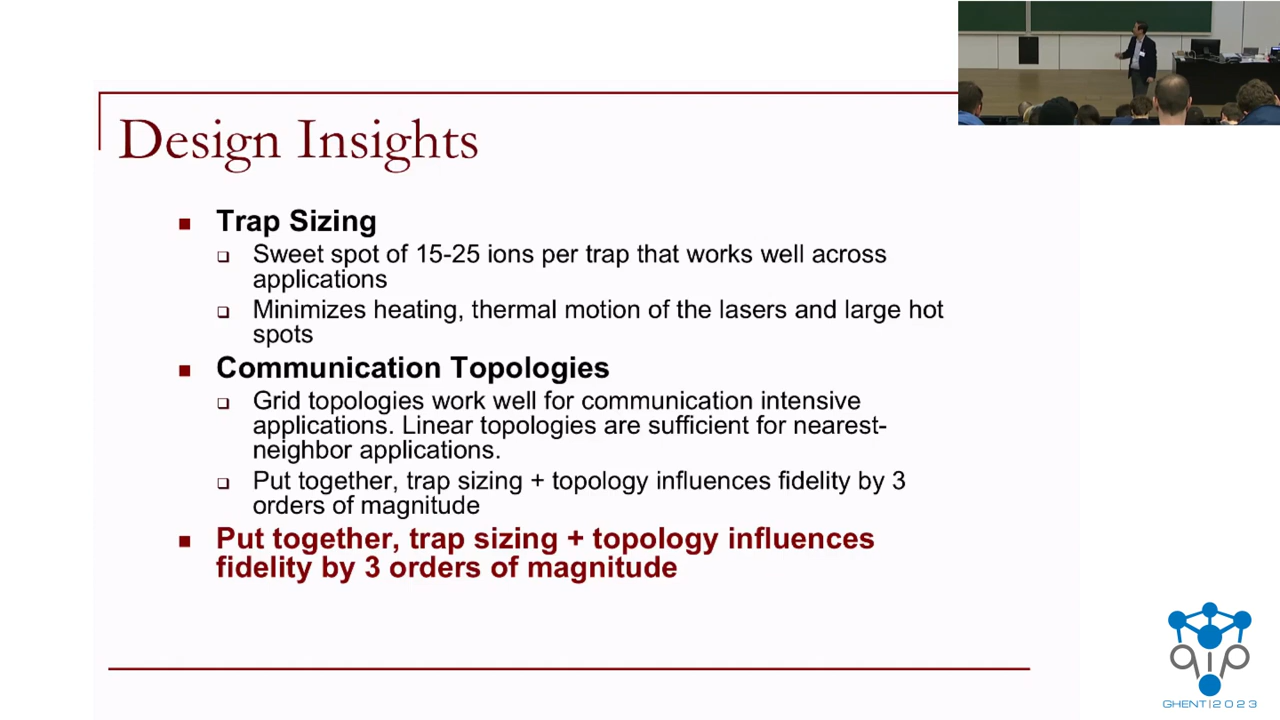 Design Insights
Trap Sizing
Sweet spot of 15-25 ions per trap that works well across
applications
Minimizes heating, thermal motion of the lasers and large hot
spots
Communication Topologies
Grid topologies work well for communication intensive
applications. Linear topologies are sufficient for nearest-
neighbor applications.
Put together, trap sizing + topology influences fidelity by 3
orders of magnitude
Put together, trap sizing + topology influences
fidelity by 3 orders of magnitude
qip
GHENT|2023